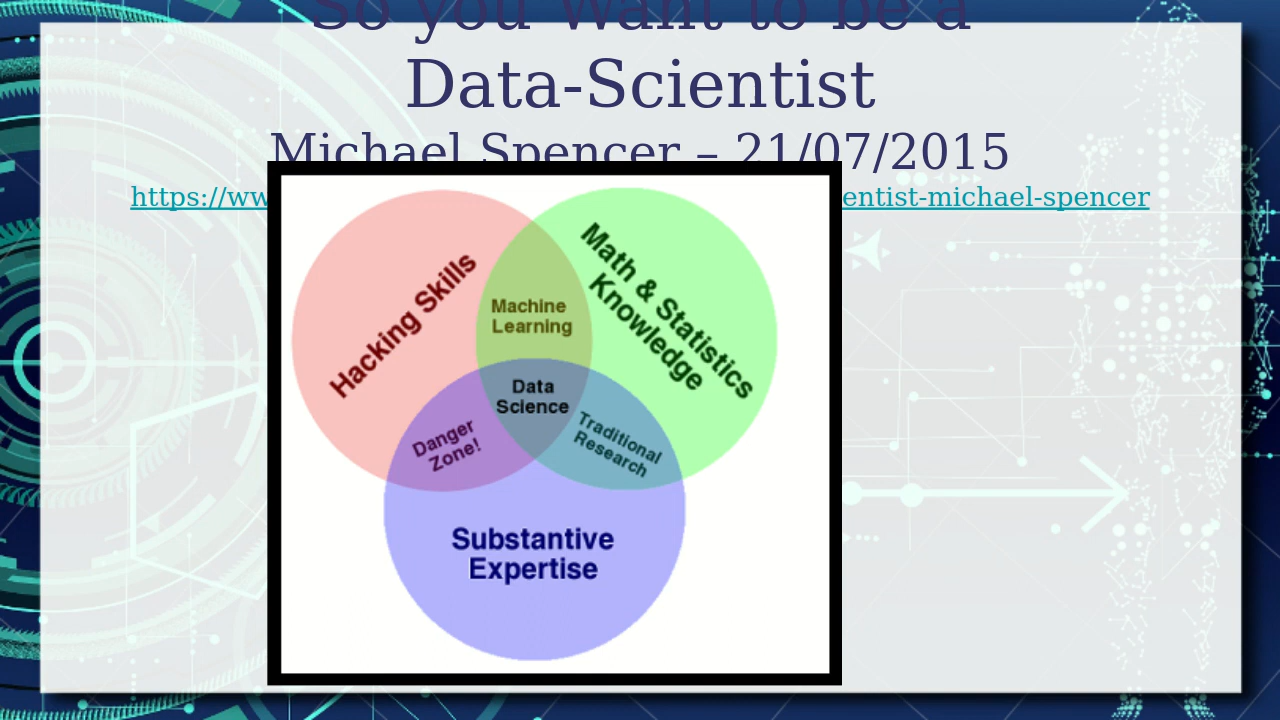 So you Want to be a
Data-Scientist
Michael Spencer – 21/07/2015
https://ww entist-michael-spencer
Hacking Skills
Math & Statistics
Knowledge
Machine
Learning
Data
Science
Danger
Zone!
Traditional
Research
Substantive
Expertise